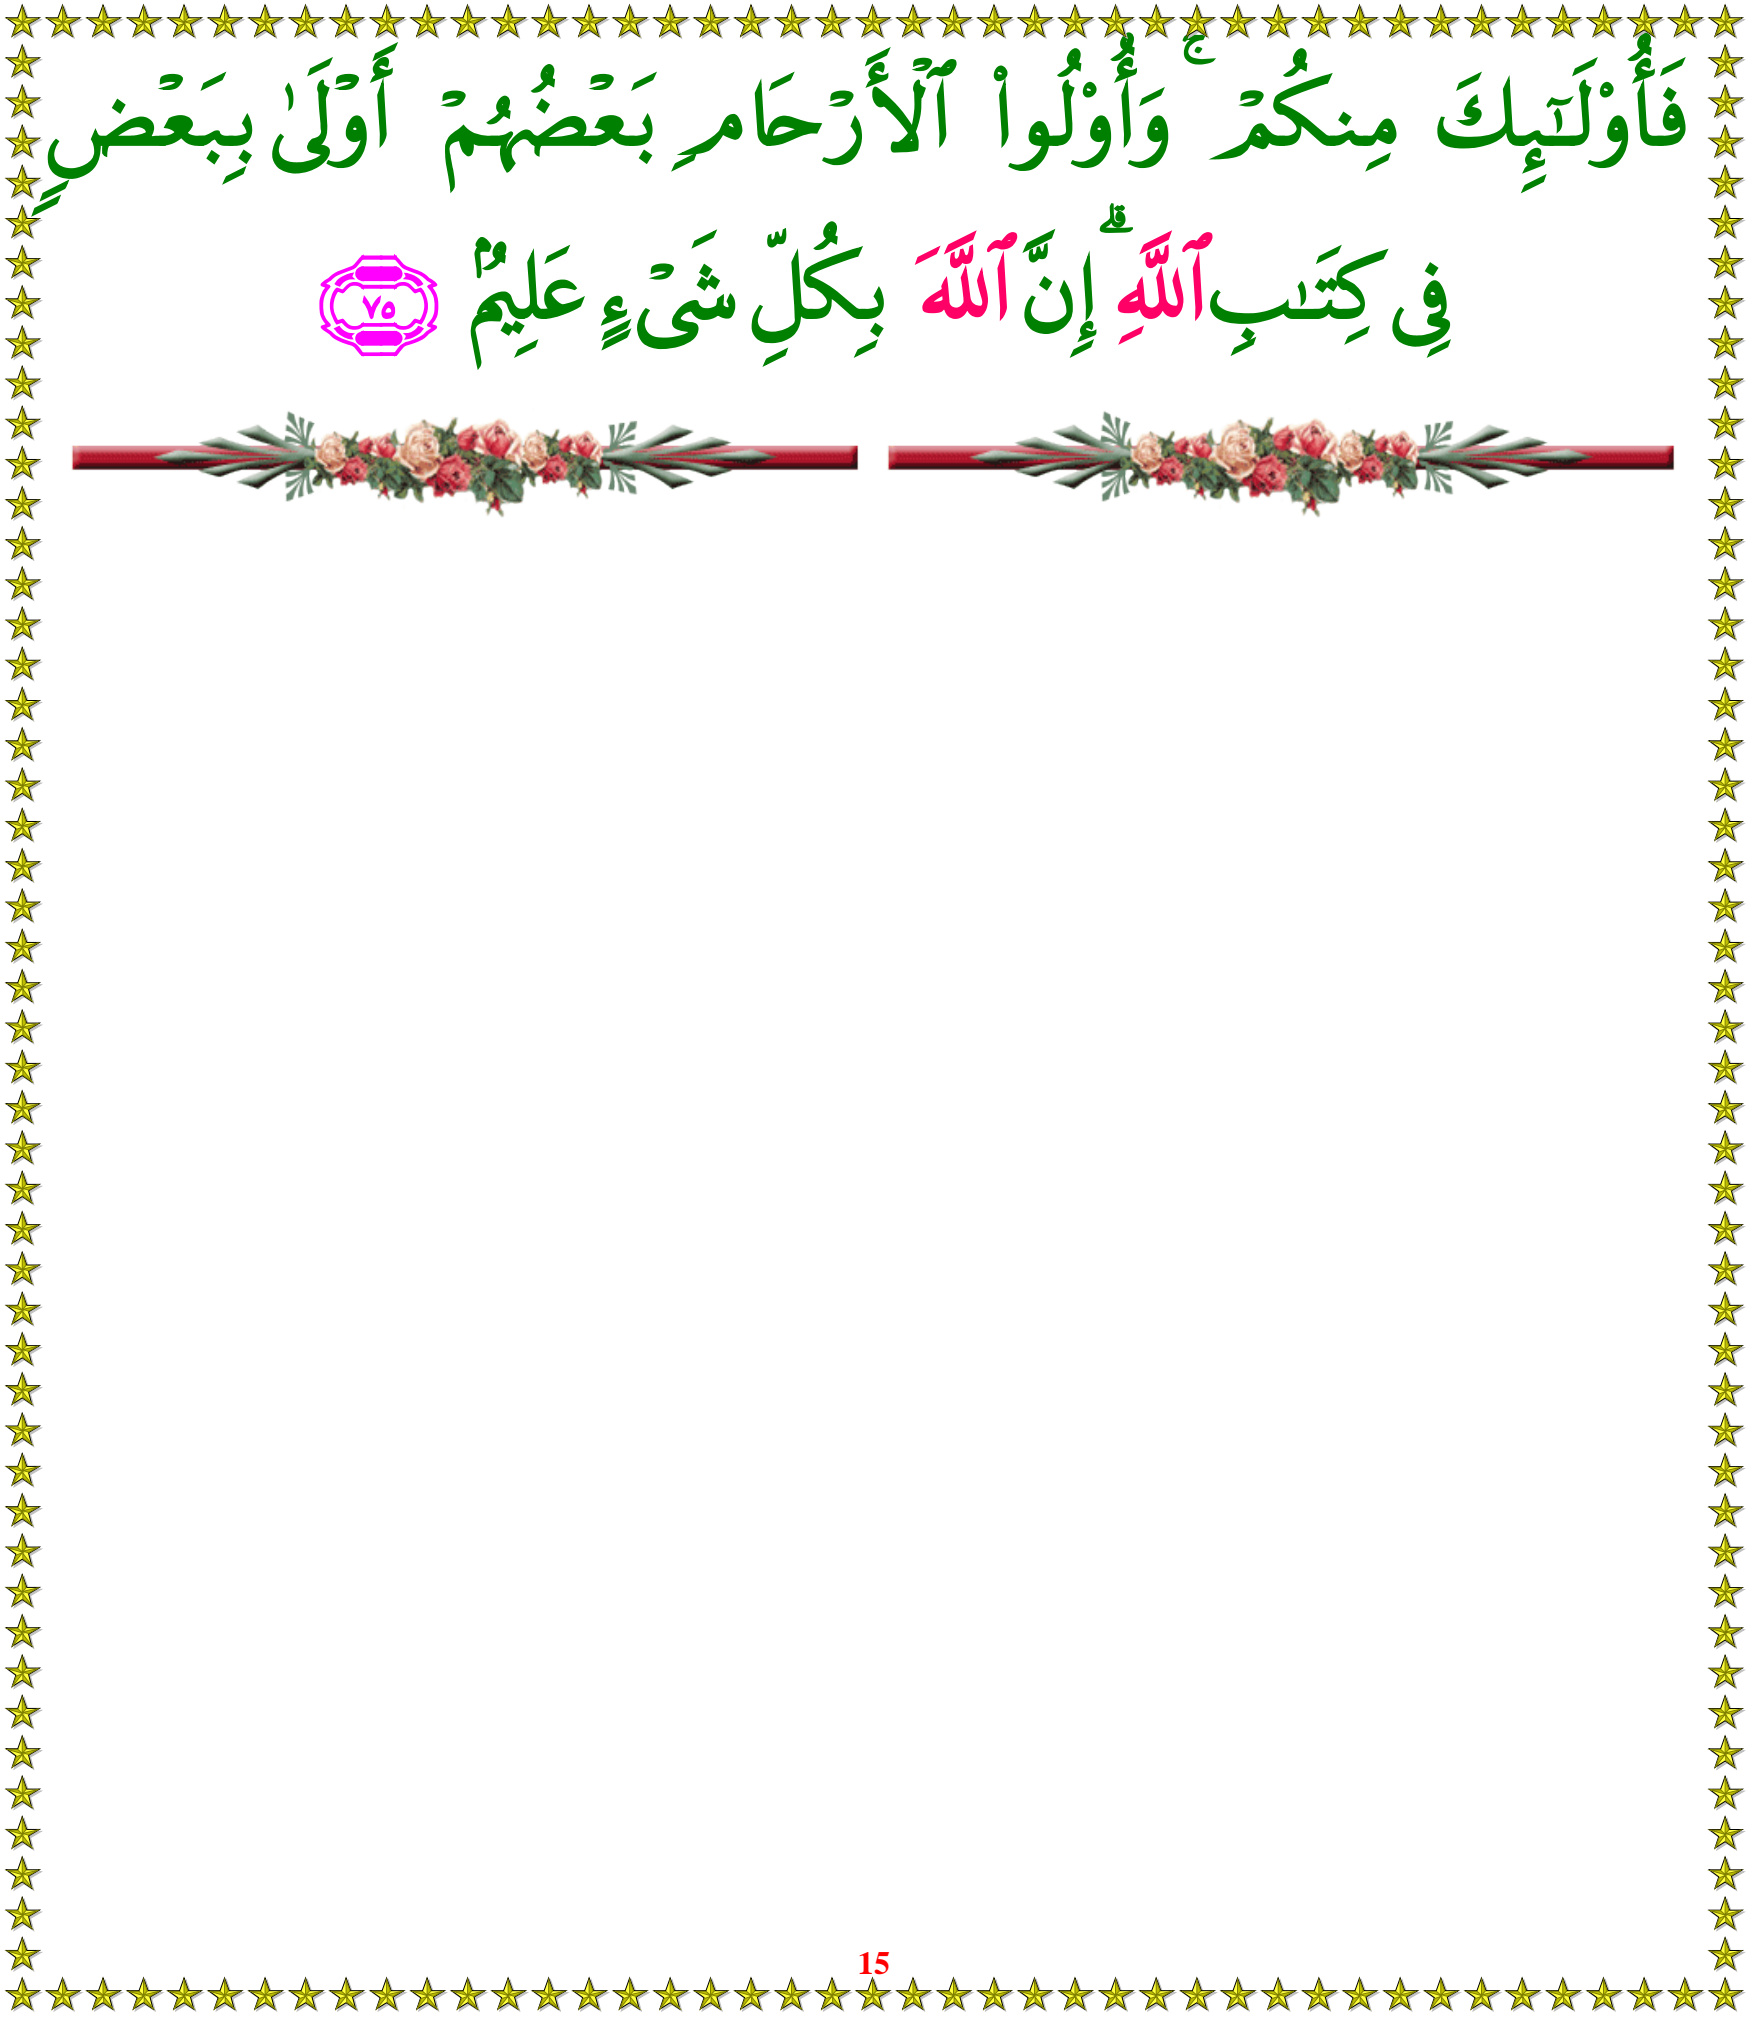 فَأُوْلَـٰٓئِكَ مِنكُمۡۚ وَأُوْلُواْ ٱلۡأَرۡحَامِ بَعۡضُهُمۡ أَوۡلَىٰ بِبَعۡضٍ
فِى كِتَـٰبِ ٱللَّهِۗ إِنَّ ٱللَّهَ بِكُلِّ شَىۡءٍ عَلِيمٌۢ ٧٥
15